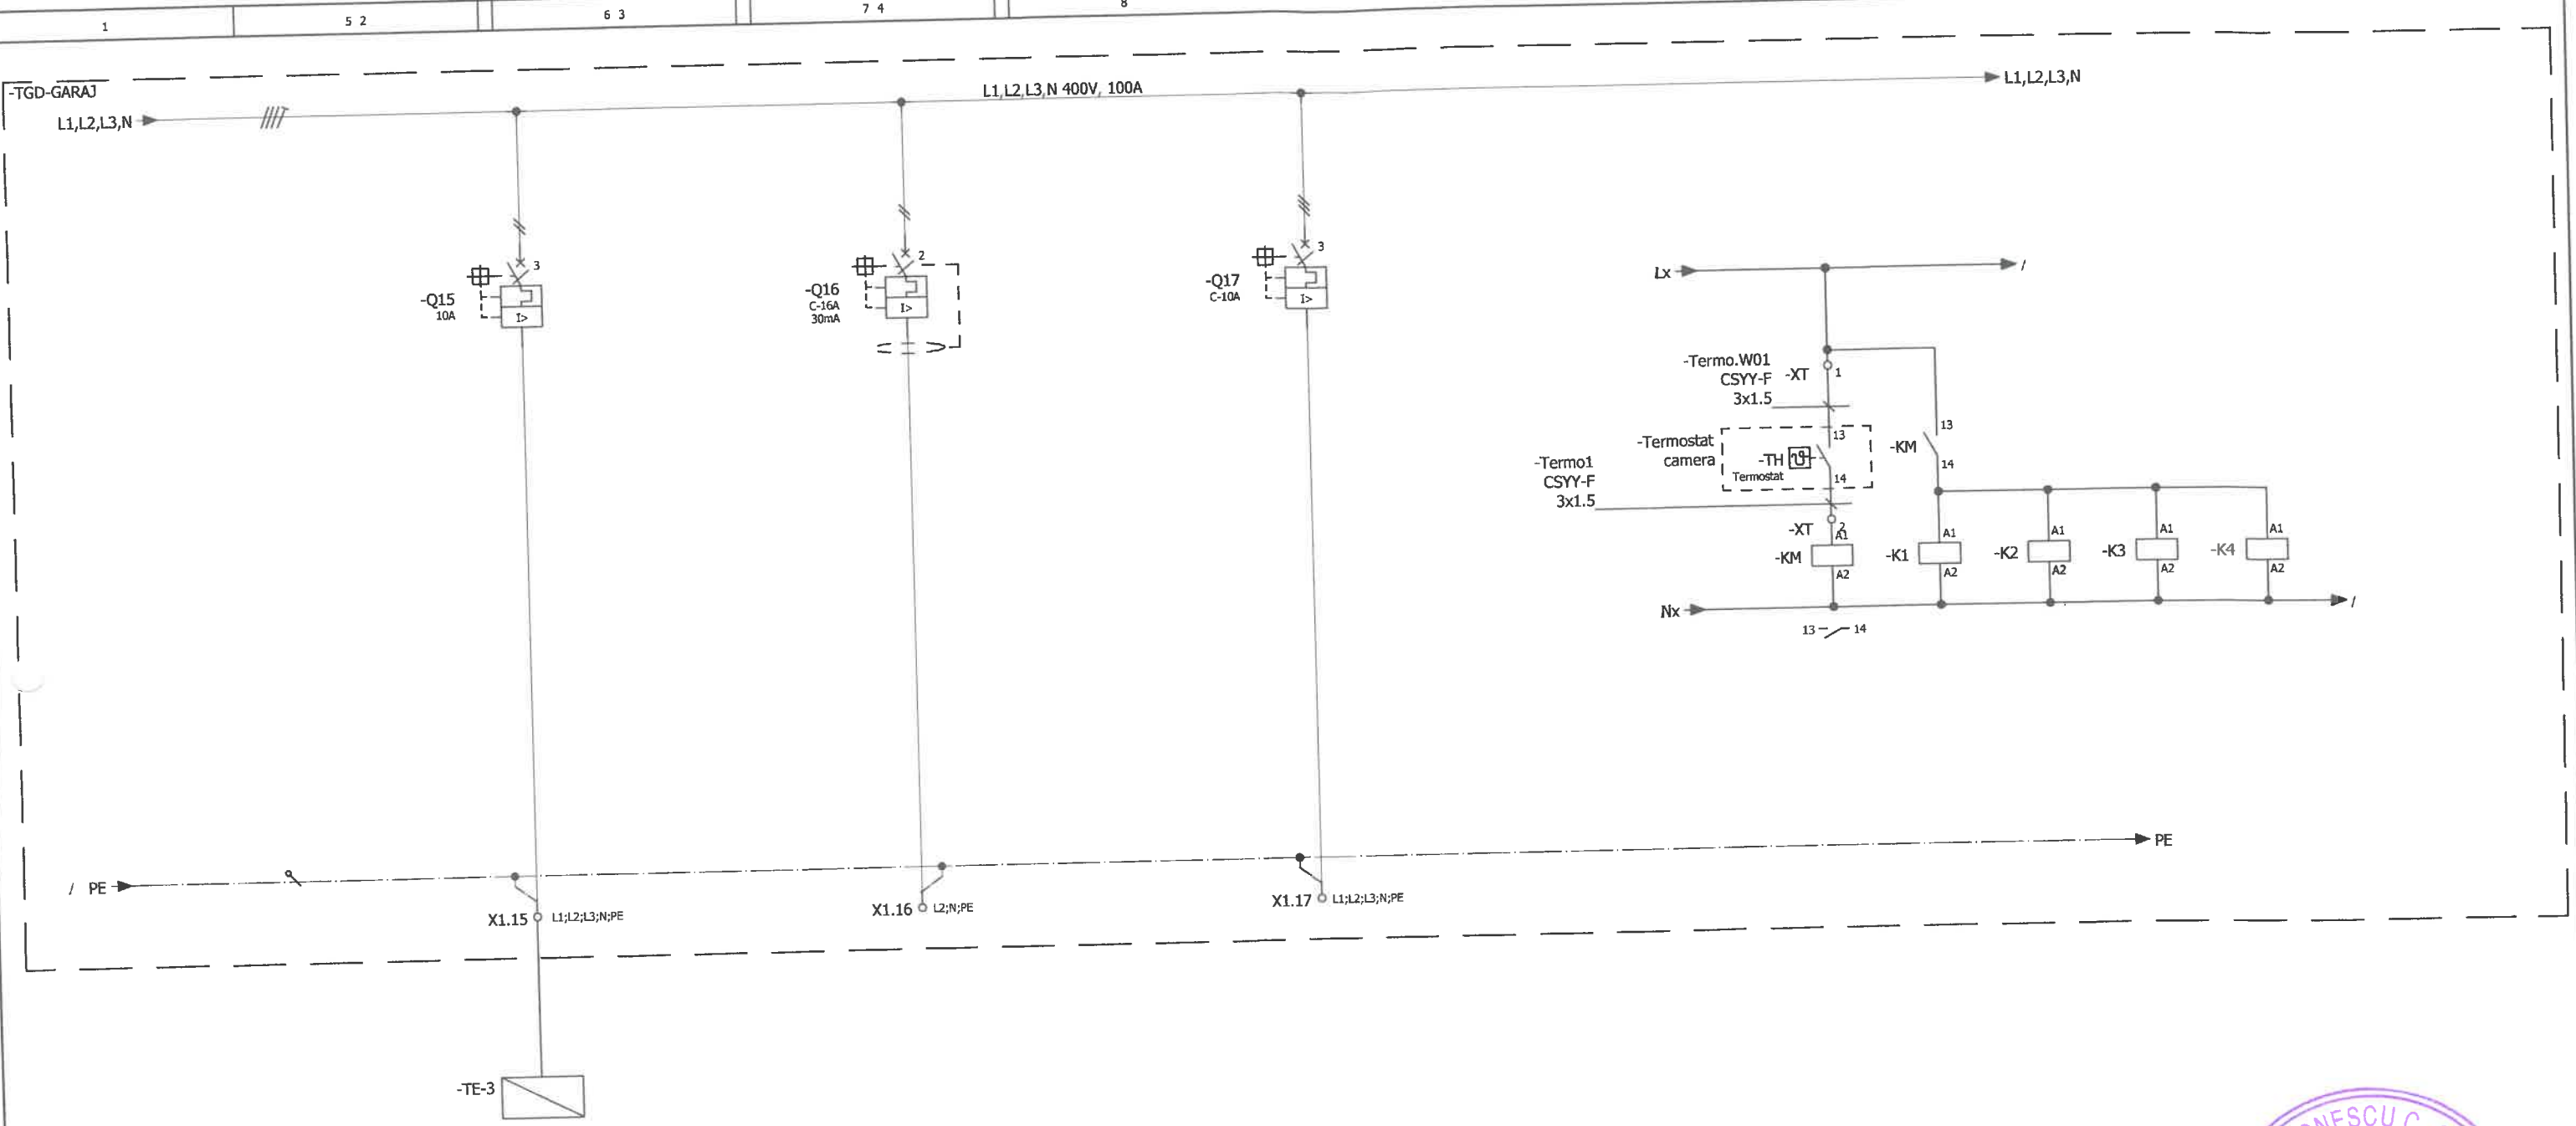 1
5 2
6 3
7 4
8
-TGD-GARAJ
L1,L2,L3,N
L1,L2,L3,N 400V, 100A
L1,L2,L3,N
3
-Q15
10A
I>
2
-Q16
C-16A
30mA
I>
3
-Q17
C-10A
I>
Lx
/
-Termo.W01
CSYY-F
3x1.5
-XT
1
-Termostat
camera
13
-TH
Termostat
14
-KM
13
14
-Termo1
CSYY-F
3x1.5
-XT
2
-KM
A1
A2
-K1
A1
A2
-K2
A1
A2
-K3
A1
A2
-K4
A1
A2
Nx
/
13
14
/ PE
PE
X1.15
L1;L2;L3;N;PE
X1.16
L2;N;PE
X1.17
L1;L2;L3;N;PE
-TE-3
NESCU